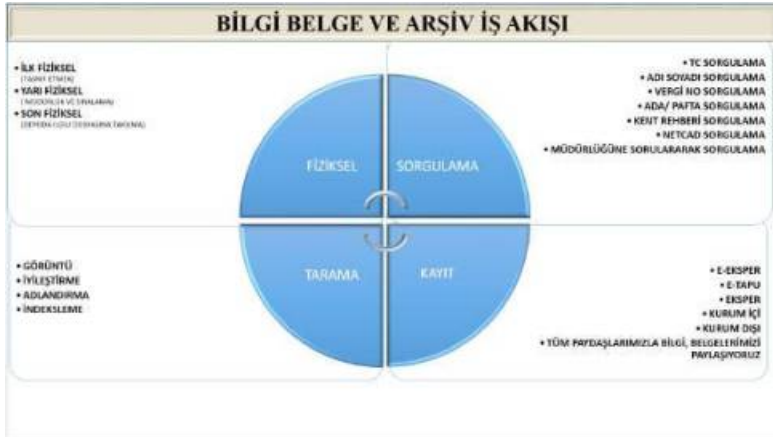 BİLGİ BELGE VE ARŞİV İŞ AKIŞI
• İLK FİZİKSEL
• YARI FİZİKSEL
• SON FİZİKSEL
• TC SORGULAMA
• ADI SOYADI SORGULAMA
• VERGİ NO SORGULAMA
• ADA/ PAFTA SORGULAMA
• KENT REHBERİ SORGULAMA
• NETCAD SORGULAMA
• MÜDÜRLÜĞÜNE SORULARARAK SORGULAMA
FİZİKSEL
SORGULAMA
TARAMA
KAYIT
• GÖRÜNTÜ
• İYİLEŞTİRME
• ADLANDIRMA
• İNDEKSLEME
• E-EKSPER
• E-TAPU
• EKSPER
• KURUM İÇİ
• KURUM DIŞI
• TÜM PAYDAŞLARIMIZLA BİLGİ, BELGELERİMİZİ
PAYLAŞIYORUZ